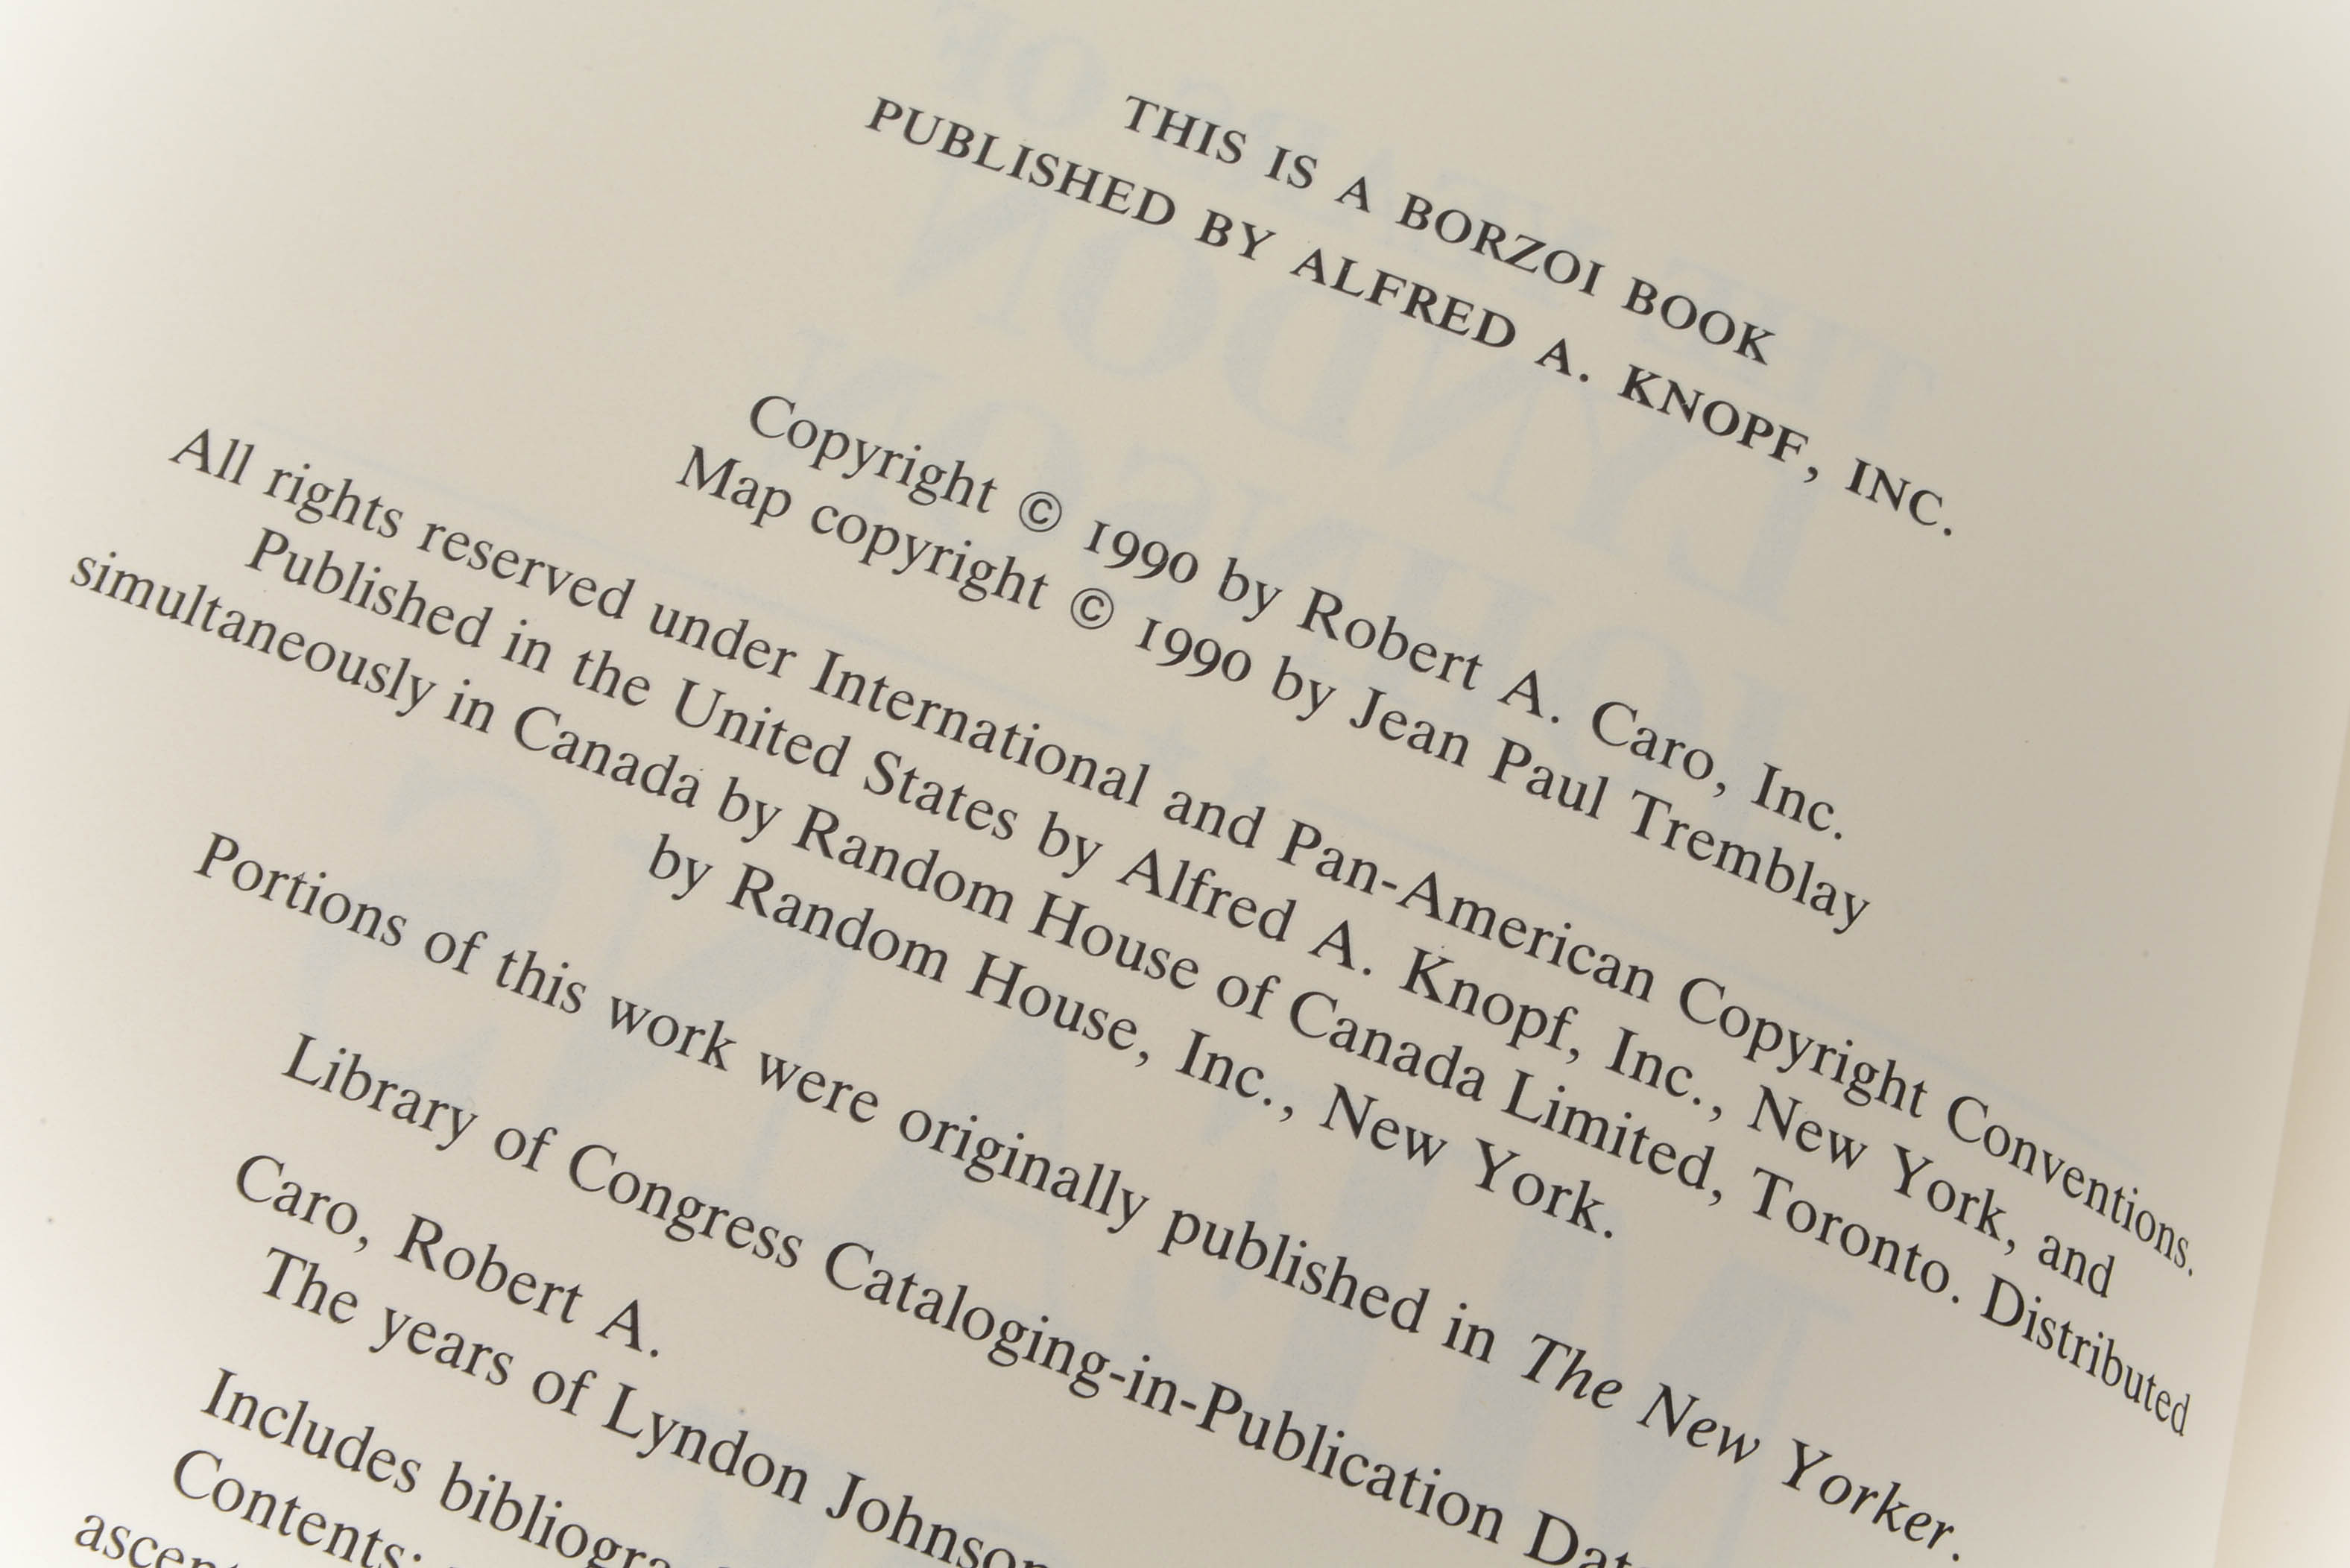 THIS IS A BORZOI BOOK
PUBLISHED BY ALFRED A. KNOPF, INC.
Copyright © 1990 by Robert A. Caro, Inc.
Map copyright © 1990 by Jean Paul Tremblay
All rights reserved under International and Pan-American Copyright Conventions.
Published in the United States by Alfred A. Knopf, Inc., New York, and
simultaneously in Canada by Random House of Canada Limited, Toronto. Distributed
by Random House, Inc., New York.
Portions of this work were originally published in The New Yorker.
Library of Congress Cataloging-in-Publication
Caro, Robert A.
The years of Lyndon Johnson
Includes
Contents: